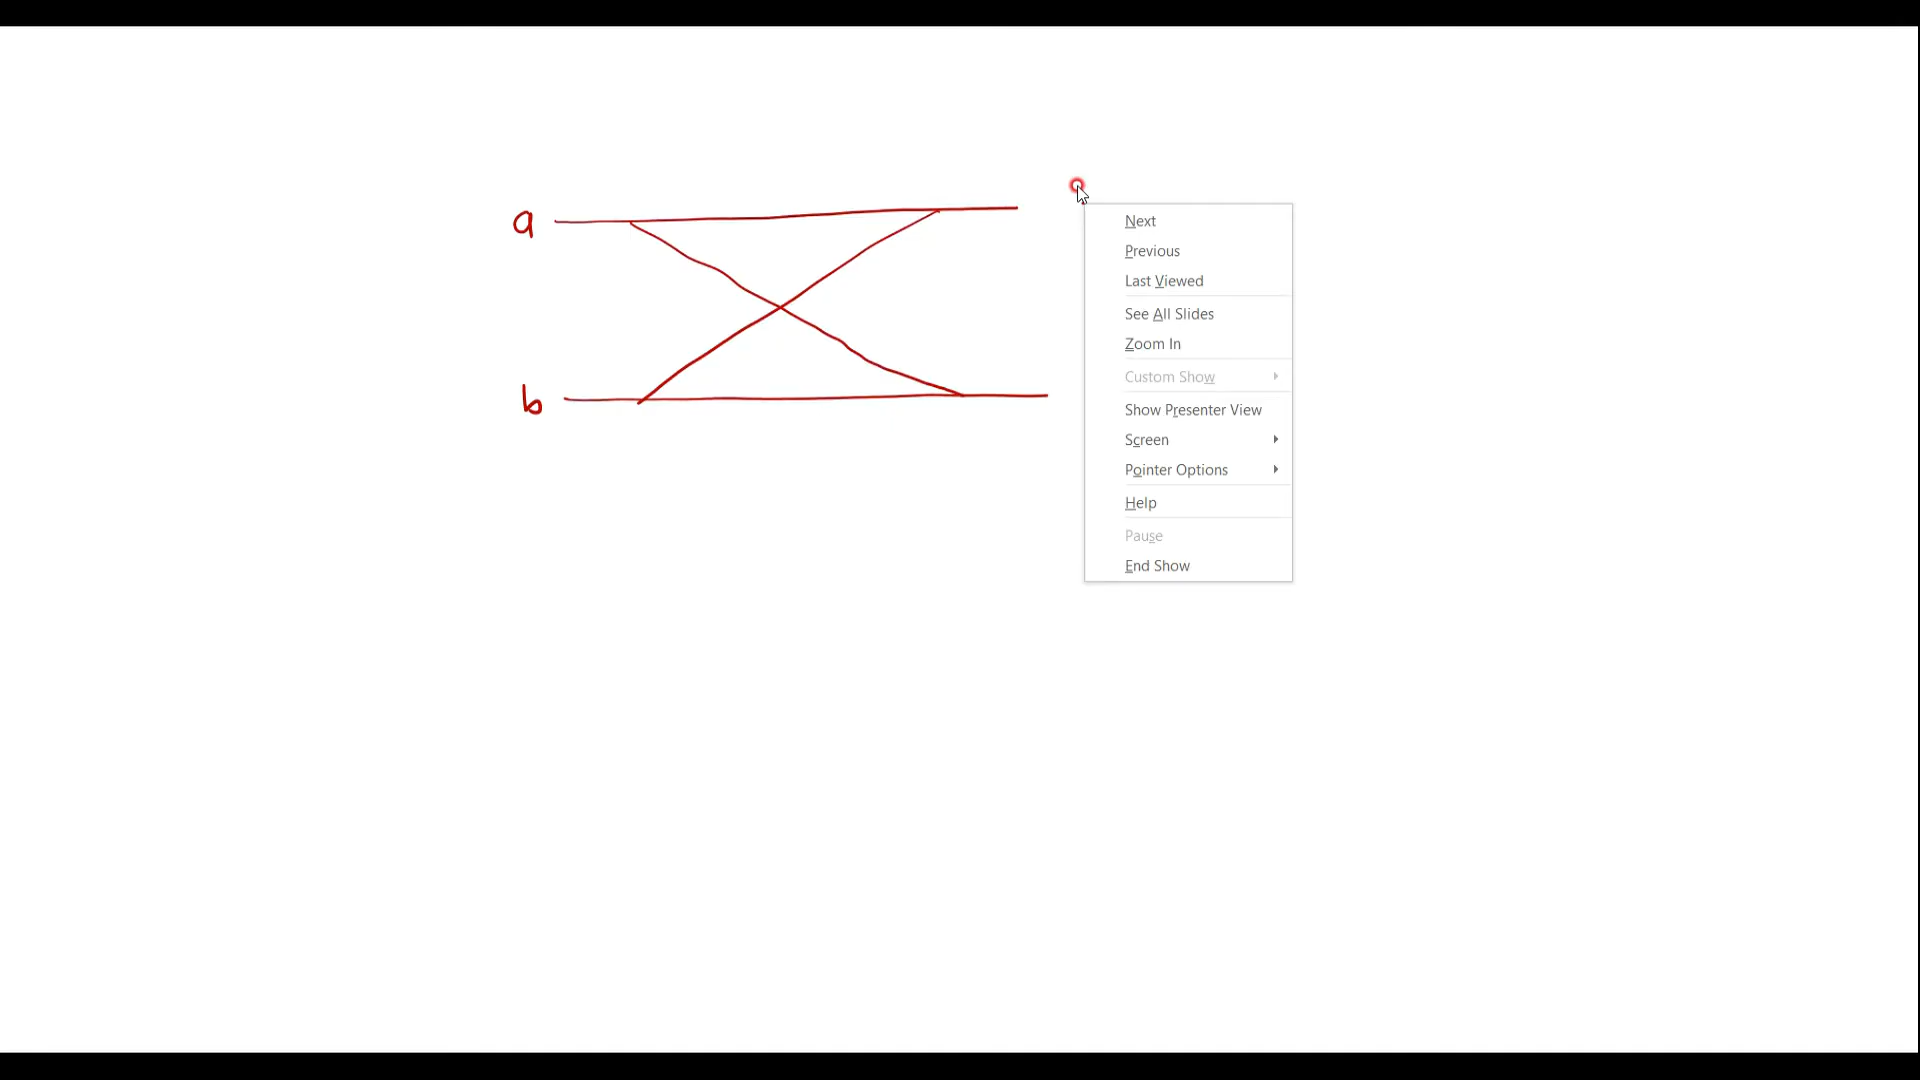 a
b
Next
Previous
Last Viewed
See All Slides
Zoom In
Custom Show
Show Presenter View
Screen
Pointer Options
Help
Pause
End Show